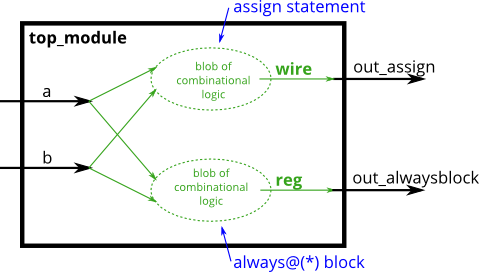 assign statement
top_module
blob of
combinational
logic
wire
out_assign
a
b
blob of
combinational
logic
reg
out_alwaysblock
always@(*) block